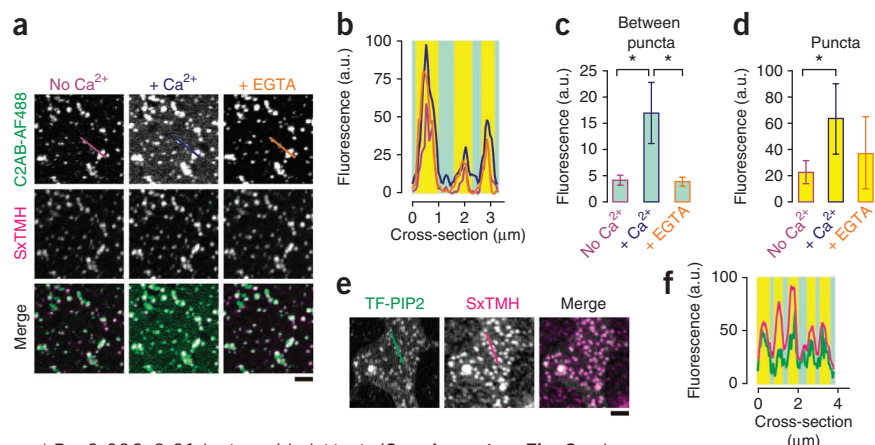 a
No Ca2+ + Ca2+ + EGTA
C2AB-AF488
SxTMH
Merge
b
Fluorescence (a.u.)
100
75
50
25
0
0 1 2 3
Cross-section (μm)
c
Between
puncta
* *
Fluorescence (a.u.)
25
20
15
10
5
0
No Ca2+
+ Ca2+
+ EGTA
d
Puncta
*
Fluorescence (a.u.)
100
80
60
40
20
0
No Ca2+
+ Ca2+
+ EGTA
e
TF-PIP2 SxTMH Merge
f
Fluorescence (a.u.)
100
50
0
0 2 4
Cross-section
(μm)